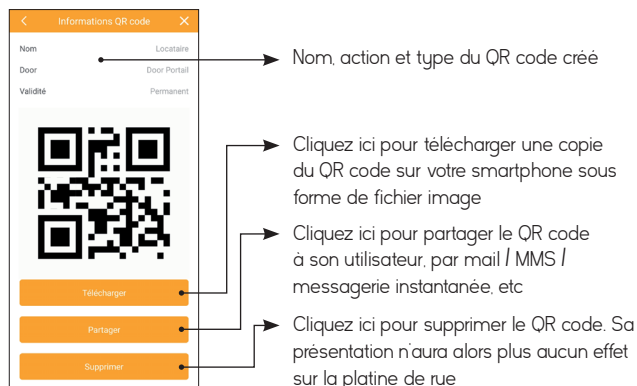 Informations QR code
Nom Locataire
Door Door Portail
Validité Permanent
Télécharger
Partager
Supprimer
Nom, action et type du QR code créé
Cliquez ici pour télécharger une copie
du QR code sur votre smartphone sous
forme de fichier image
Cliquez ici pour partager le QR code
à son utilisateur, par mail / MMS /
messagerie instantanée, etc
Cliquez ici pour supprimer le QR code. Sa
présentation n'aura alors plus aucun effet
sur la platine de rue